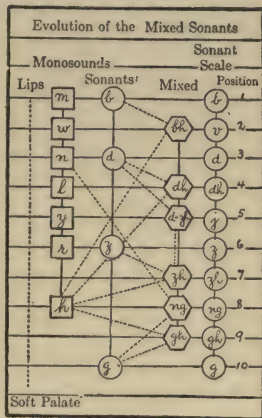 Evolution of the Mixed Sonants
Sonant
Monosounds Scale
Lips Sonants' Mixed Position
m b b 1
w bh v 2
n d d 3
l dh dh 4
y j 5
r z z 6
zh zh 7
h ng ng 8
gh gh 9
g g 10
Soft Palate